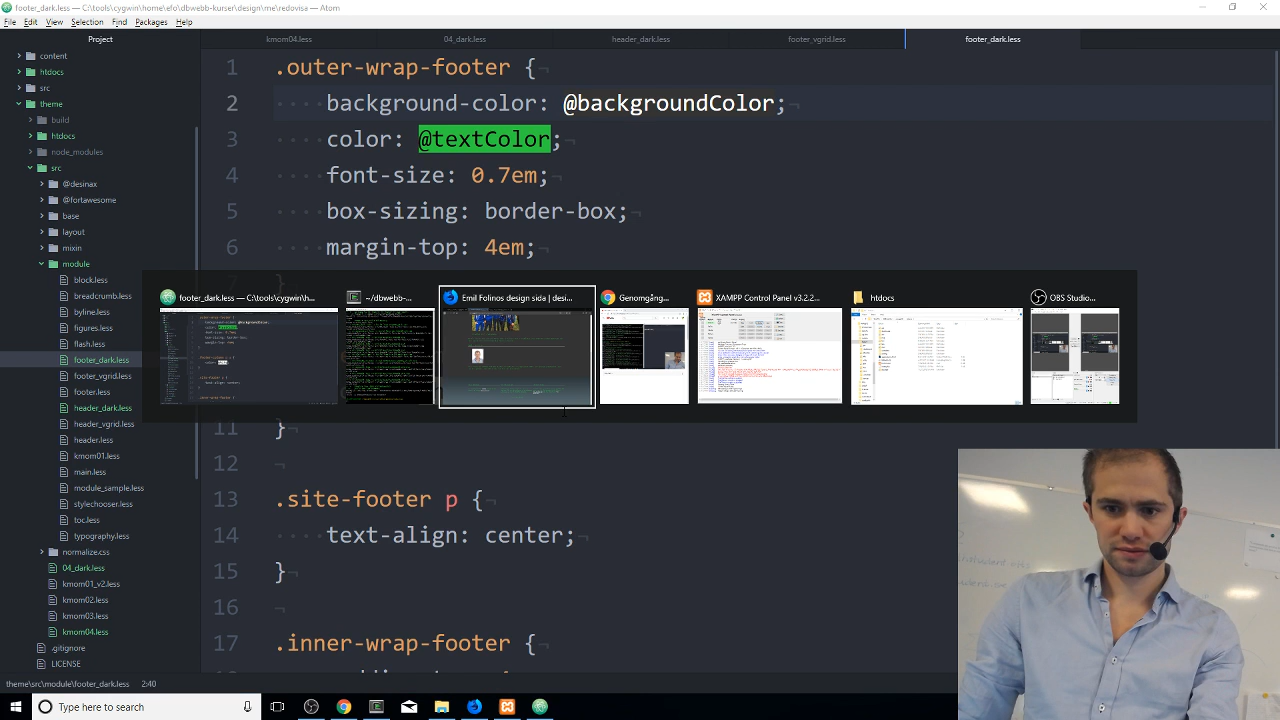 footer_dark.less — C:\tools\cygwin\home\efo\dbwebb-kurser\design\me\redovisa — Atom
File Edit View Selection Find Packages Help
Project
kmom04.less 04_dark.less header_dark.less footer_vgrid.less footer_dark.less
content
htdocs
src
theme
build
htdocs
node_modules
src
@desinax
@fortawesome
base
layout
mixin
module
block.less
breadcrumb.less
byline.less
figures.less
flash.less
footer_dark.less
footer_vgrid.less
footer.less
header_dark.less
header_vgrid.less
header.less
kmom01.less
main.less
module_sample.less
stylechooser.less
toc.less
typography.less
normalize.css
04_dark.less
kmom01_v2.less
kmom02.less
kmom03.less
kmom04.less
.gitignore
LICENSE
1 .outer-wrap-footer {
2 background-color: @backgroundColor;
3 color: @textColor;
4 font-size: 0.7em;
5 box-sizing: border-box;
6 margin-top: 4em;
footer_dark.less — C:\tools\cygwin\h... ~/dbwebb-... Emil Folinos design sida | desi... Genomgång... XAMPP Control Panel v3.2.2... htdocs OBS Studio...
11 }
12
13 .site-footer p {
14 text-align: center;
15 }
16
17 .inner-wrap-footer {
theme\src\module\footer_dark.less 2:40
Type here to search